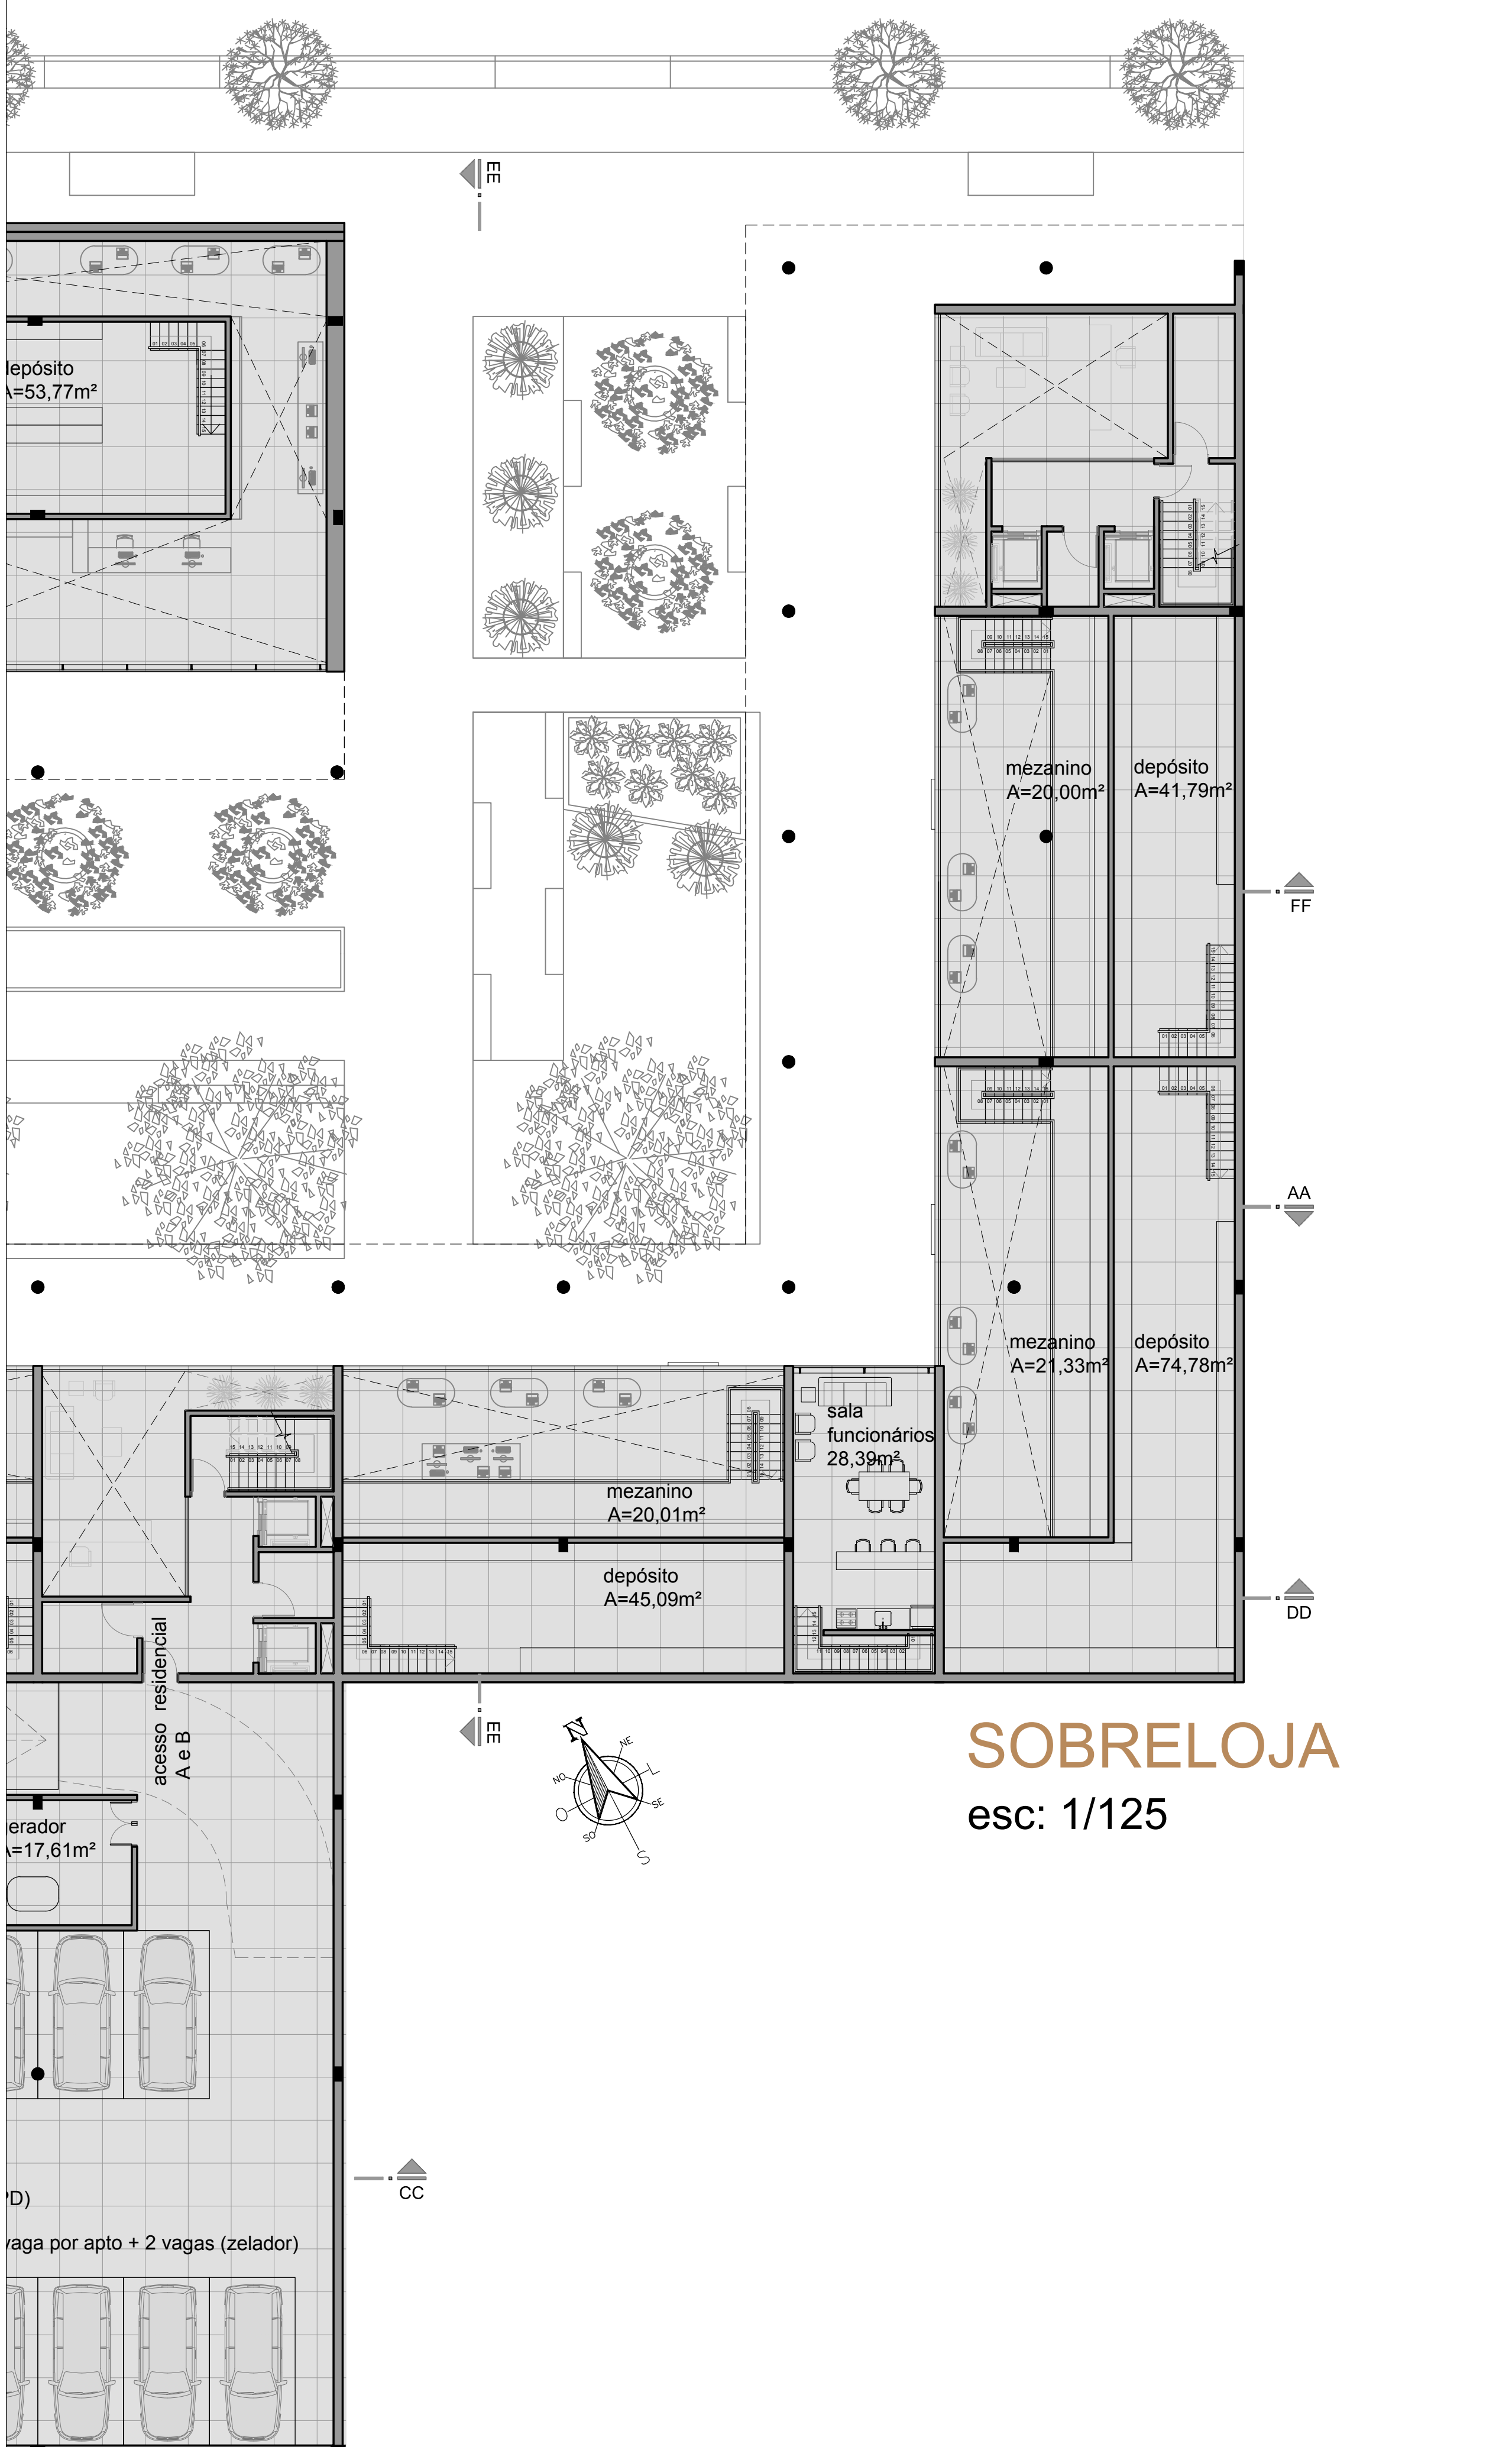 EE
depósito
A=53,77m²
mezanino
A=20,00m²
depósito
A=41,79m²
FF
AA
mezanino
A=21,33m²
depósito
A=74,78m²
sala
funcionários
28,39m²
mezanino
A=20,01m²
depósito
A=45,09m²
DD
acesso residencial
A e B
EE
N
NE
L
SE
S
SO
O
NO
SOBRELOJA
esc: 1/125
gerador
A=17,61m²
CC
PD)
vaga por apto + 2 vagas (zelador)